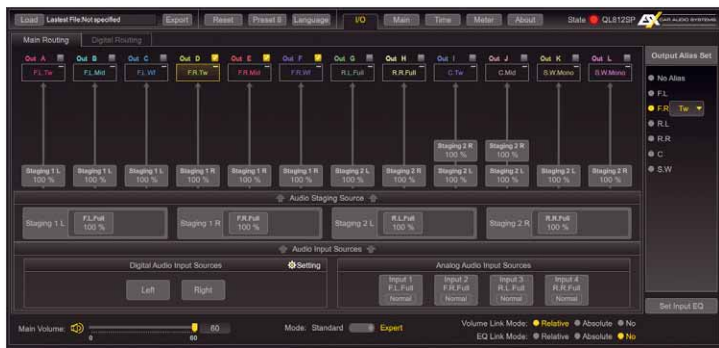 Load Lastest File:Not specified Export Reset Preset 8 Language I/O Main Time Meter About State QL812SP ESX CAR AUDIO SYSTEMS
Main Routing Digital Routing
Out A Out B Out C Out D Out E Out F Out G Out H Out I Out J Out K Out L
F.L.Tw F.L.Mid F.L.Wf F.R.Tw F.R.Mid F.R.Wf R.L.Full R.R.Full C.Tw C.Mid S.W.Mono S.W.Mono
Output Alias Set
No Alias
F.L
F.R Tw
R.L
R.R
C
S.W
Staging 2 R Staging 2 R
100 % 100 %
Staging 1 L Staging 1 L Staging 1 L Staging 1 R Staging 1 R Staging 1 R Staging 2 L Staging 2 R Staging 2 L Staging 2 L Staging 2 L Staging 2 R
100 % 100 % 100 % 100 % 100 % 100 % 100 % 100 % 100 % 100 % 100 % 100 %
Audio Staging Source
Staging 1 L F.L.Full 100 % Staging 1 R F.R.Full 100 % Staging 2 L R.L.Full 100 % Staging 2 R R.R.Full 100 %
Audio Input Sources
Digital Audio Input Sources Setting Analog Audio Input Sources
Left Right
Input 1 Input 2 Input 3 Input 4
F.L.Full F.R.Full R.L.Full R.R.Full
Normal Normal Normal Normal
Set Input EQ
Main Volume: 60 Mode: Standard Expert Volume Link Mode: Relative Absolute No
0 60 EQ Link Mode: Relative Absolute No